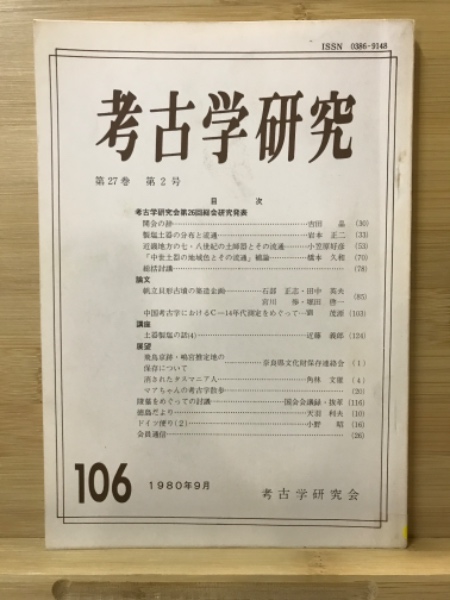 ISSN 0386-9148
考古学研究
第27巻 第2号
目 次
考古学研究会第26回総会研究発表
開会の辞………吉田 晶 (30)
製塩土器の分布と流通………岩本 正二 (33)
近畿地方の七・八世紀の土師器とその流通………小笠原好彦 (53)
「中世土器の地域色とその流通」補論………橋本 久和 (70)
総括討議………(78)
論文
帆立貝形古墳の築造企画………石部 正志・田中 英夫
宮川 徙・堀田 啓一 (85)
中国考古学におけるC—14年代測定をめぐって…劉 茂源 (103)
講座
土器製塩の話(4)………近藤 義郎 (124)
展望
飛鳥京跡・嶋宮推定地の
保存について………奈良県文化財保存連絡会 (1)
消されたタスマニア人………角林 文雄 (4)
マアちゃんの考古学散歩………(20)
陵墓をめぐっての討議………国会会議録・抜萃 (116)
徳島だより………天羽 利夫 (10)
ドイツ便り(2)………小野 昭 (16)
会員通信………(26)
106
1980年9月
考古学研究会